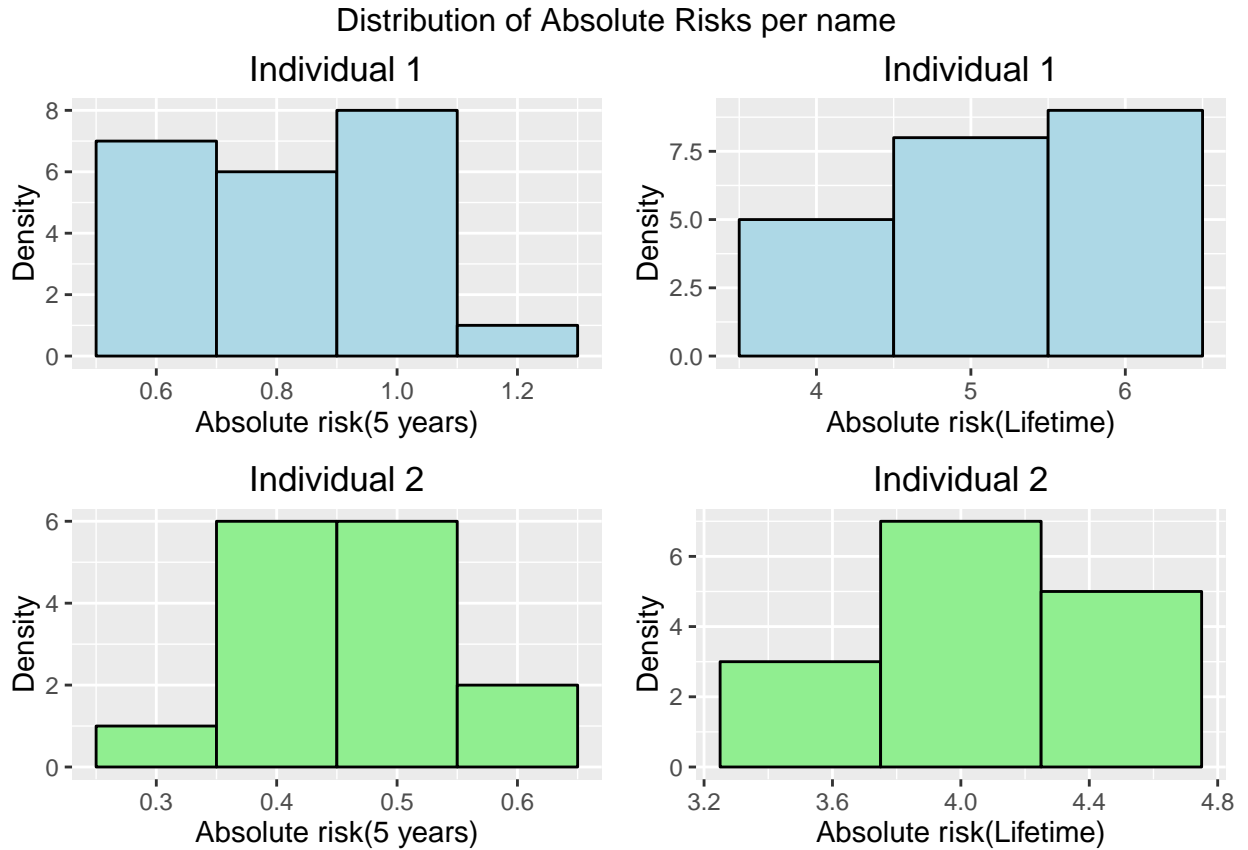 Distribution of Absolute Risks per name
Individual 1
8
6
4
2
0
Density
0.6 0.8 1.0 1.2
Absolute risk(5 years)
Individual 1
7.5
5.0
2.5
0.0
Density
4 5 6
Absolute risk(Lifetime)
Individual 2
6
4
2
0
Density
0.3 0.4 0.5 0.6
Absolute risk(5 years)
Individual 2
6
4
2
0
Density
3.2 3.6 4.0 4.4 4.8
Absolute risk(Lifetime)